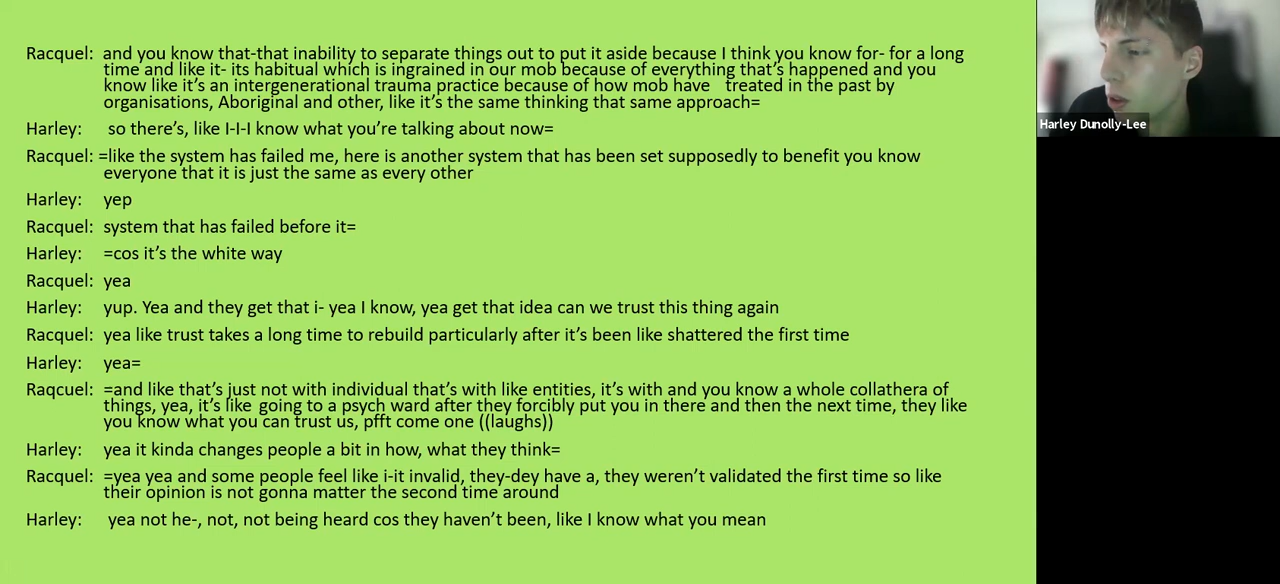 Racquel: and you know that-that inability to separate things out to put it aside because I think you know for- for a long
time and like it- its habitual which is ingrained in our mob because of everything that's happened and you
know like it's an intergenerational trauma practice because of how mob have treated in the past by
organisations, Aboriginal and other, like it's the same thinking that same approach=
Harley: so there's, like I-I-I know what you're talking about now=
Racquel: =like the system has failed me, here is another system that has been set supposedly to benefit you know
everyone that it is just the same as every other
Harley: yep
Racquel: system that has failed before it=
Harley: =cos it's the white way
Racquel: yea
Harley: yup. Yea and they get that i- yea I know, yea get that idea can we trust this thing again
Racquel: yea like trust takes a long time to rebuild particularly after it's been like shattered the first time
Harley: yea=
Raqcuel: =and like that's just not with individual that's with like entities, it's with and you know a whole collathera of
things, yea, it's like going to a psych ward after they forcibly put you in there and then the next time, they like
you know what you can trust us, pfft come one ((laughs))
Harley: yea it kinda changes people a bit in how, what they think=
Racquel: =yea yea and some people feel like i-it invalid, they-dey have a, they weren't validated the first time so like
their opinion is not gonna matter the second time around
Harley: yea not he-, not, not being heard cos they haven't been, like I know what you mean
Harley Dunolly-Lee